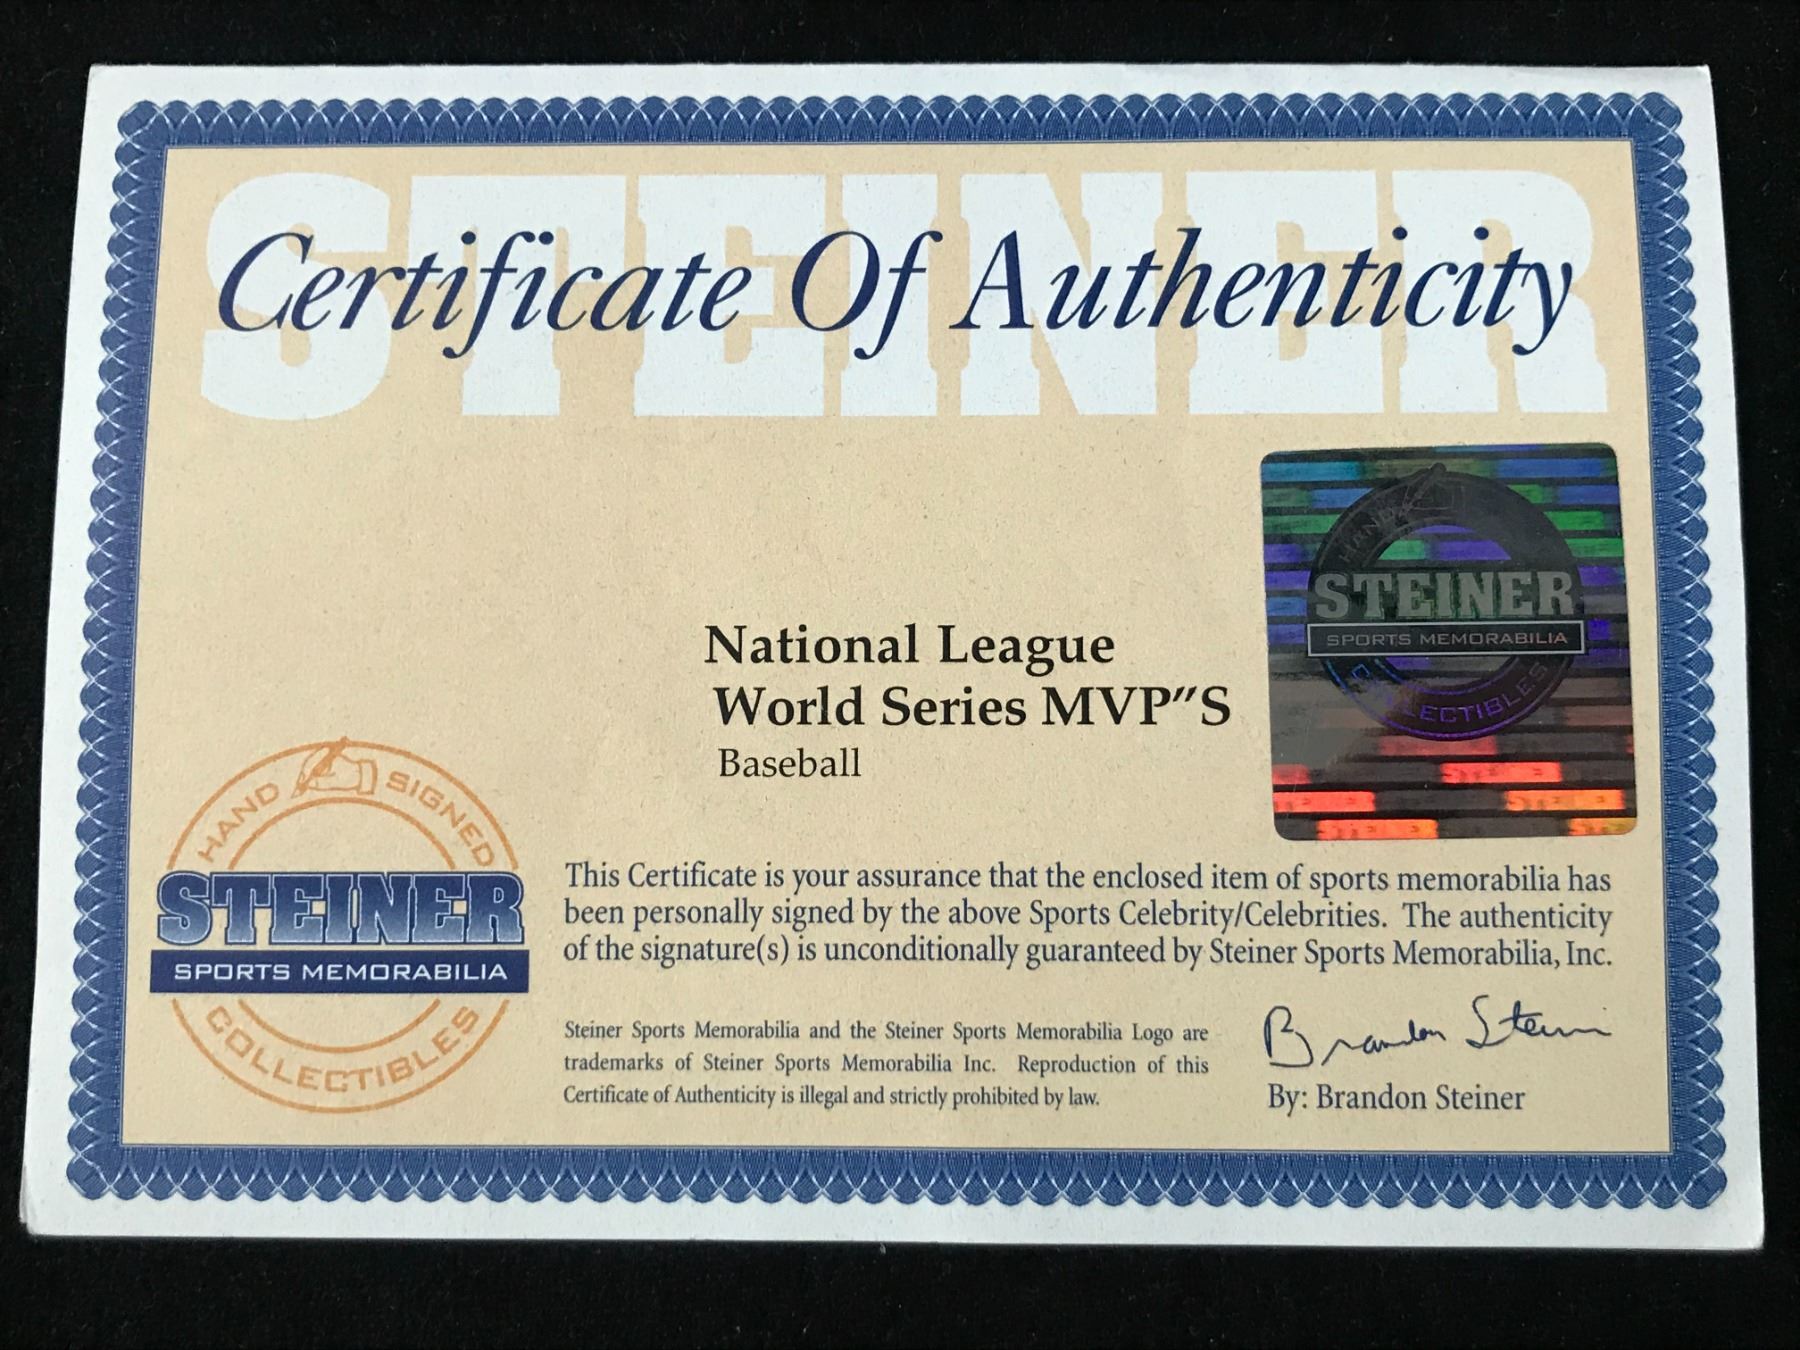 STEINER
Certificate Of Authenticity
HAND SIGNED
STEINER
SPORTS MEMORABILIA
COLLECTIBLES
National League
World Series MVP"S
Baseball
HAND SIGNED
STEINER
SPORTS MEMORABILIA
COLLECTIBLES
This Certificate is your assurance that the enclosed item of sports memorabilia has
been personally signed by the above Sports Celebrity/Celebrities. The authenticity
of the signature(s) is unconditionally guaranteed by Steiner Sports Memorabilia, Inc.
Steiner Sports Memorabilia and the Steiner Sports Memorabilia Logo are
trademarks of Steiner Sports Memorabilia Inc. Reproduction of this
Certificate of Authenticity is illegal and strictly prohibited by law.
Brandon Steiner
By: Brandon Steiner